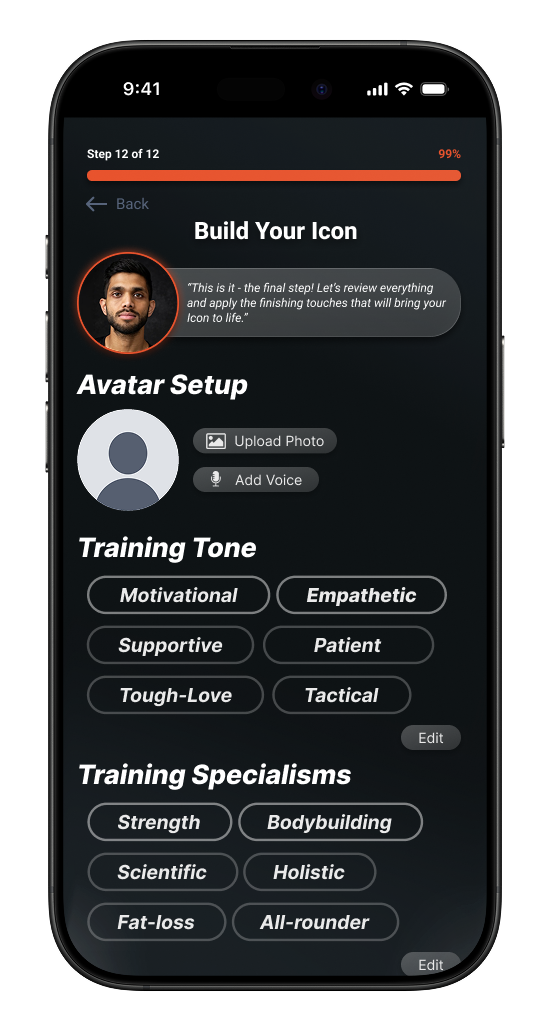 9:41
Step 12 of 12 99%
Back
Build Your Icon
“This is it - the final step! Let’s review everything
and apply the finishing touches that will bring your
Icon to life.”
Avatar Setup
Upload Photo
Add Voice
Training Tone
Motivational Empathetic
Supportive Patient
Tough-Love Tactical
Edit
Training Specialisms
Strength Bodybuilding
Scientific Holistic
Fat-loss All-rounder
Edit